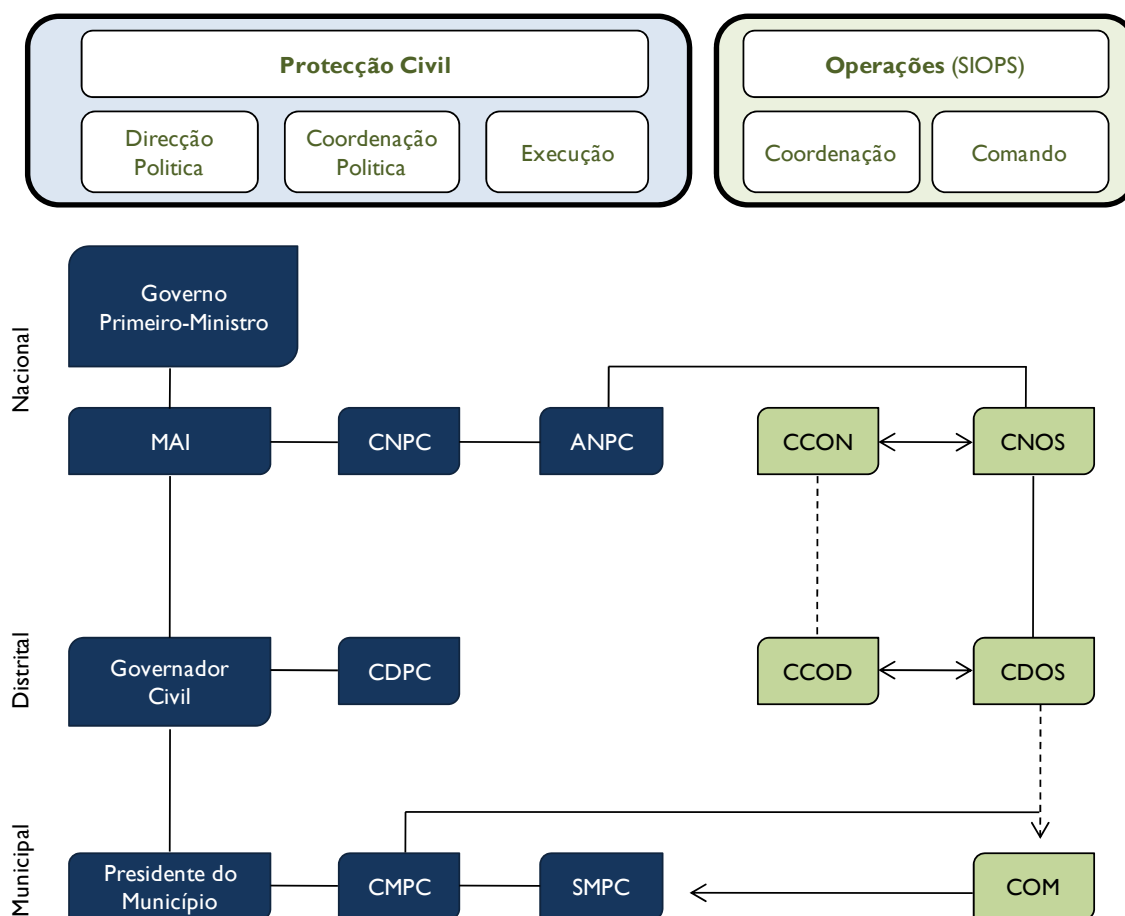 Protecção Civil
Operações (SIOPS)
Direcção
Politica
Coordenação
Politica
Execução
Coordenação
Comando
Nacional
Governo
Primeiro-Ministro
MAI
CNPC
ANPC
CCON
CNOS
Distrital
Governador
Civil
CDPC
CCOD
CDOS
Municipal
Presidente do
Município
CMPC
SMPC
COM